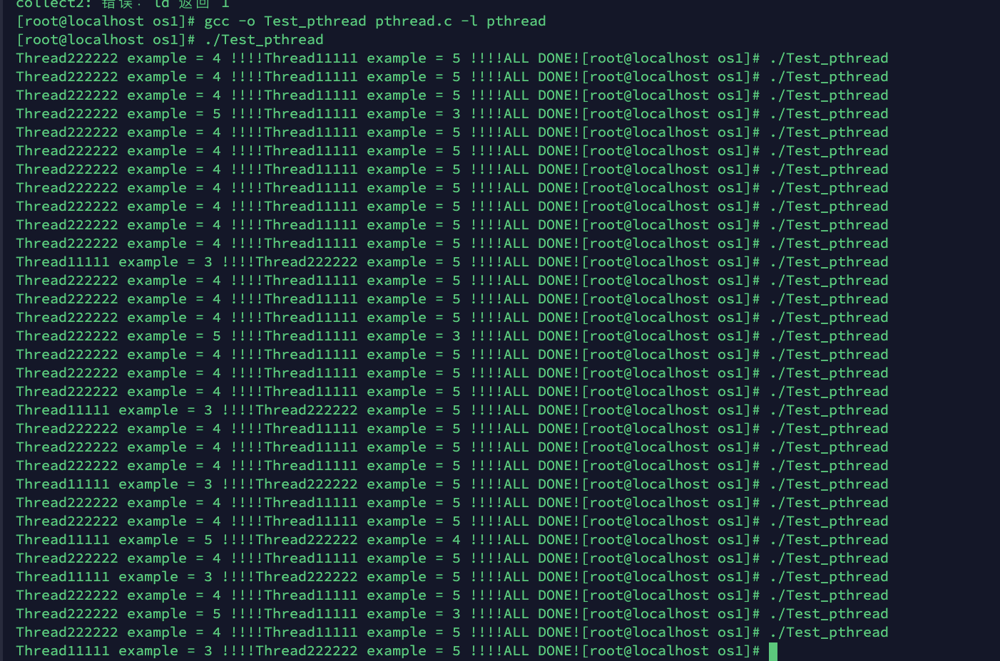 collect2: 错误: ld 返回 1
[root@localhost os1]# gcc -o Test_pthread pthread.c -l pthread
[root@localhost os1]# ./Test_pthread
Thread222222 example = 4 !!!!Thread11111 example = 5 !!!!ALL DONE![root@localhost os1]# ./Test_pthread
Thread222222 example = 4 !!!!Thread11111 example = 5 !!!!ALL DONE![root@localhost os1]# ./Test_pthread
Thread222222 example = 4 !!!!Thread11111 example = 5 !!!!ALL DONE![root@localhost os1]# ./Test_pthread
Thread222222 example = 5 !!!!Thread11111 example = 3 !!!!ALL DONE![root@localhost os1]# ./Test_pthread
Thread222222 example = 4 !!!!Thread11111 example = 5 !!!!ALL DONE![root@localhost os1]# ./Test_pthread
Thread222222 example = 4 !!!!Thread11111 example = 5 !!!!ALL DONE![root@localhost os1]# ./Test_pthread
Thread222222 example = 4 !!!!Thread11111 example = 5 !!!!ALL DONE![root@localhost os1]# ./Test_pthread
Thread222222 example = 4 !!!!Thread11111 example = 5 !!!!ALL DONE![root@localhost os1]# ./Test_pthread
Thread222222 example = 4 !!!!Thread11111 example = 5 !!!!ALL DONE![root@localhost os1]# ./Test_pthread
Thread222222 example = 4 !!!!Thread11111 example = 5 !!!!ALL DONE![root@localhost os1]# ./Test_pthread
Thread222222 example = 4 !!!!Thread11111 example = 5 !!!!ALL DONE![root@localhost os1]# ./Test_pthread
Thread11111 example = 3 !!!!Thread222222 example = 5 !!!!ALL DONE![root@localhost os1]# ./Test_pthread
Thread222222 example = 4 !!!!Thread11111 example = 5 !!!!ALL DONE![root@localhost os1]# ./Test_pthread
Thread222222 example = 4 !!!!Thread11111 example = 5 !!!!ALL DONE![root@localhost os1]# ./Test_pthread
Thread222222 example = 4 !!!!Thread11111 example = 5 !!!!ALL DONE![root@localhost os1]# ./Test_pthread
Thread222222 example = 5 !!!!Thread11111 example = 3 !!!!ALL DONE![root@localhost os1]# ./Test_pthread
Thread222222 example = 4 !!!!Thread11111 example = 5 !!!!ALL DONE![root@localhost os1]# ./Test_pthread
Thread222222 example = 4 !!!!Thread11111 example = 5 !!!!ALL DONE![root@localhost os1]# ./Test_pthread
Thread222222 example = 4 !!!!Thread11111 example = 5 !!!!ALL DONE![root@localhost os1]# ./Test_pthread
Thread11111 example = 3 !!!!Thread222222 example = 5 !!!!ALL DONE![root@localhost os1]# ./Test_pthread
Thread222222 example = 4 !!!!Thread11111 example = 5 !!!!ALL DONE![root@localhost os1]# ./Test_pthread
Thread222222 example = 4 !!!!Thread11111 example = 5 !!!!ALL DONE![root@localhost os1]# ./Test_pthread
Thread222222 example = 4 !!!!Thread11111 example = 5 !!!!ALL DONE![root@localhost os1]# ./Test_pthread
Thread11111 example = 3 !!!!Thread222222 example = 5 !!!!ALL DONE![root@localhost os1]# ./Test_pthread
Thread222222 example = 4 !!!!Thread11111 example = 5 !!!!ALL DONE![root@localhost os1]# ./Test_pthread
Thread222222 example = 4 !!!!Thread11111 example = 5 !!!!ALL DONE![root@localhost os1]# ./Test_pthread
Thread11111 example = 5 !!!!Thread222222 example = 4 !!!!ALL DONE![root@localhost os1]# ./Test_pthread
Thread222222 example = 4 !!!!Thread11111 example = 5 !!!!ALL DONE![root@localhost os1]# ./Test_pthread
Thread11111 example = 3 !!!!Thread222222 example = 5 !!!!ALL DONE![root@localhost os1]# ./Test_pthread
Thread222222 example = 4 !!!!Thread11111 example = 5 !!!!ALL DONE![root@localhost os1]# ./Test_pthread
Thread222222 example = 5 !!!!Thread11111 example = 3 !!!!ALL DONE![root@localhost os1]# ./Test_pthread
Thread222222 example = 4 !!!!Thread11111 example = 5 !!!!ALL DONE![root@localhost os1]# ./Test_pthread
Thread11111 example = 3 !!!!Thread222222 example = 5 !!!!ALL DONE![root@localhost os1]#